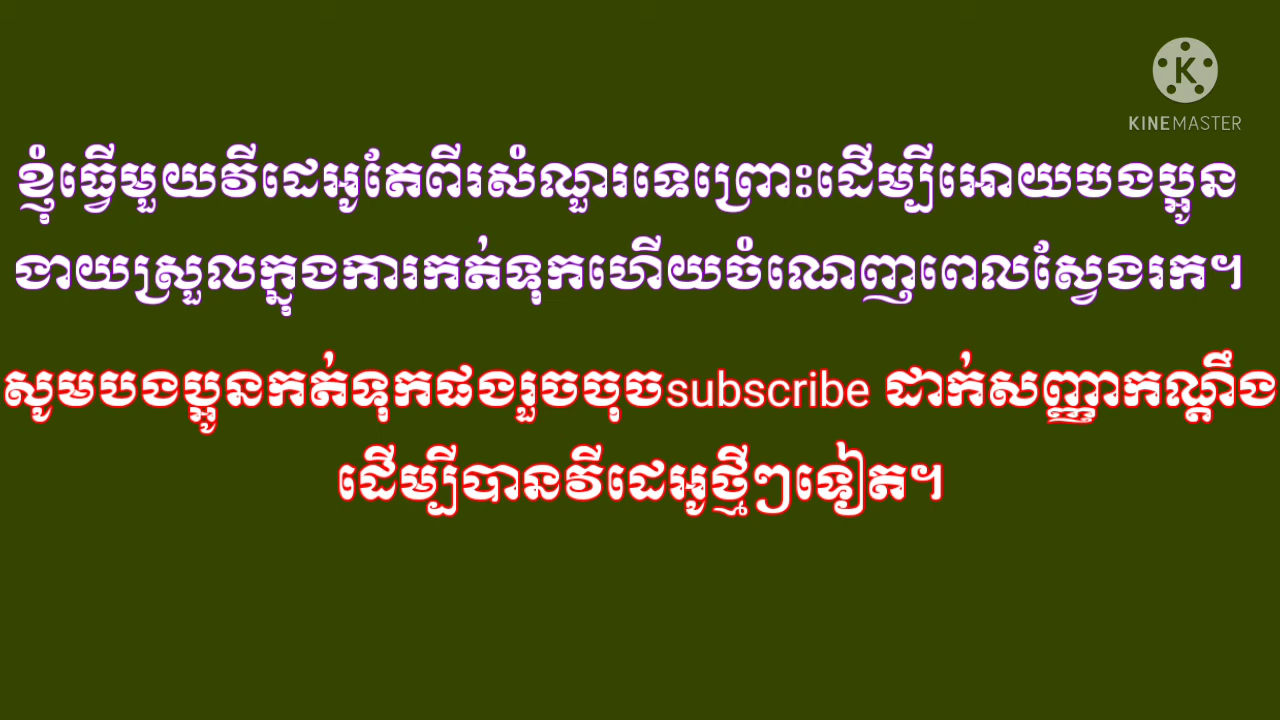 KINEMASTER
ខ្ញុំធ្វើមួយវីដេអូតែពីរសំណួរទេព្រោះដើម្បីអោយបងប្អូន
ងាយស្រួលក្នុងការកត់ទុកហើយចំណេញពេលស្វែងរក។
សូមបងប្អូនកត់ទុកផងរួចចុចsubscribe ដាក់សញ្ញាកណ្ដឹង
ដើម្បីបានវីដេអូថ្មីៗទៀត។